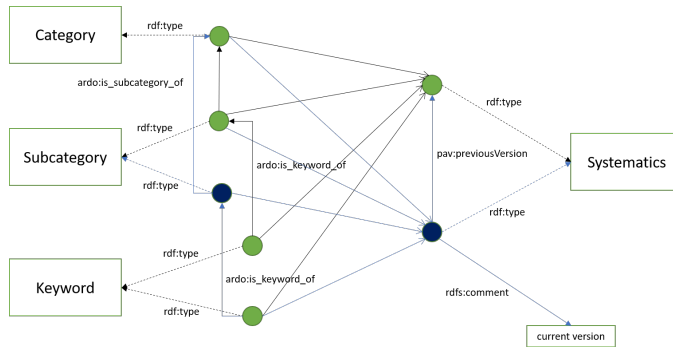 rdf:type
Category
ardo:is_subcategory_of
rdf:type
rdf:type
Subcategory
ardo:is_keyword_of
pav:previousVersion
Systematics
rdf:type
rdf:type
rdf:type
Keyword
ardo:is_keyword_of
rdfs:comment
rdf:type
current version